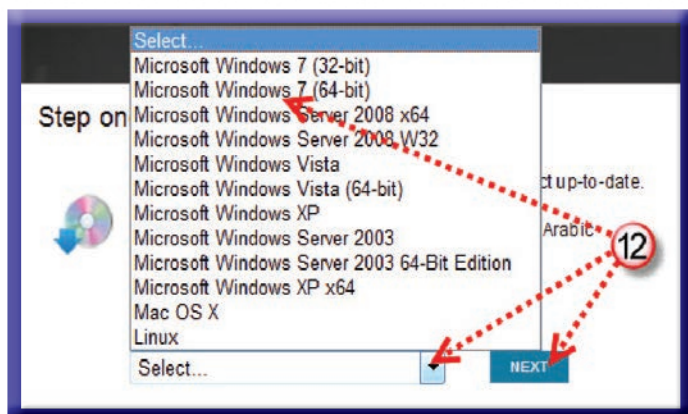 Select...
Microsoft Windows 7 (32-bit)
Microsoft Windows 7 (64-bit)
Step on
Microsoft Windows Server 2008 x64
Microsoft Windows Server 2008 W32
Microsoft Windows Vista
Microsoft Windows Vista (64-bit)
ct up-to-date.
Microsoft Windows XP
Microsoft Windows Server 2003
Arabic
12
Microsoft Windows Server 2003 64-Bit Edition
Microsoft Windows XP x64
Mac OS X
Linux
Select...
NEXT